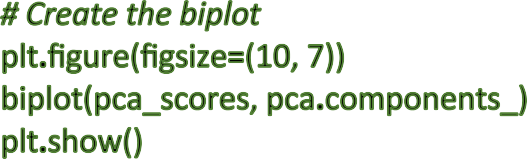 # Create the biplot
plt.figure(figsize=(10, 7))
biplot(pca_scores, pca.components_)
plt.show()